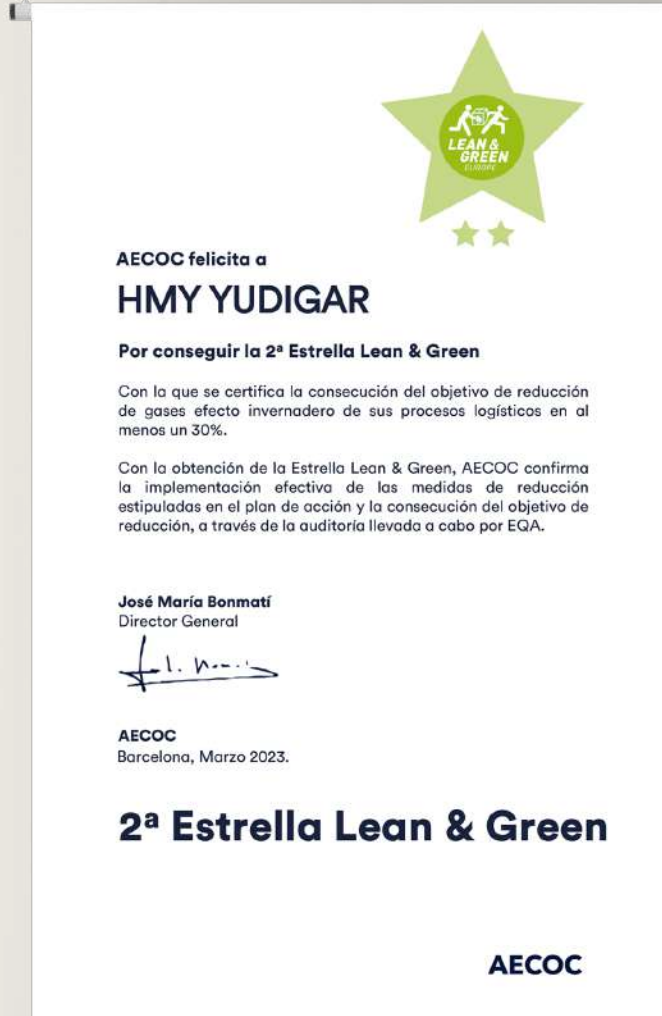 LEAN &
GREEN
EUROPE
AECOC felicita a
HMY YUDIGAR
Por conseguir la 2ª Estrella Lean & Green
Con la que se certifica la consecución del objetivo de reducción
de gases efecto invernadero de sus procesos logísticos en al
menos un 30%.
Con la obtención de la Estrella Lean & Green, AECOC confirma
la implementación efectiva de las medidas de reducción
estipuladas en el plan de acción y la consecución del objetivo de
reducción, a través de la auditoría llevada a cabo por EQA.
José María Bonmatí
Director General
AECOC
Barcelona, Marzo 2023.
2ª Estrella Lean & Green
AECOC